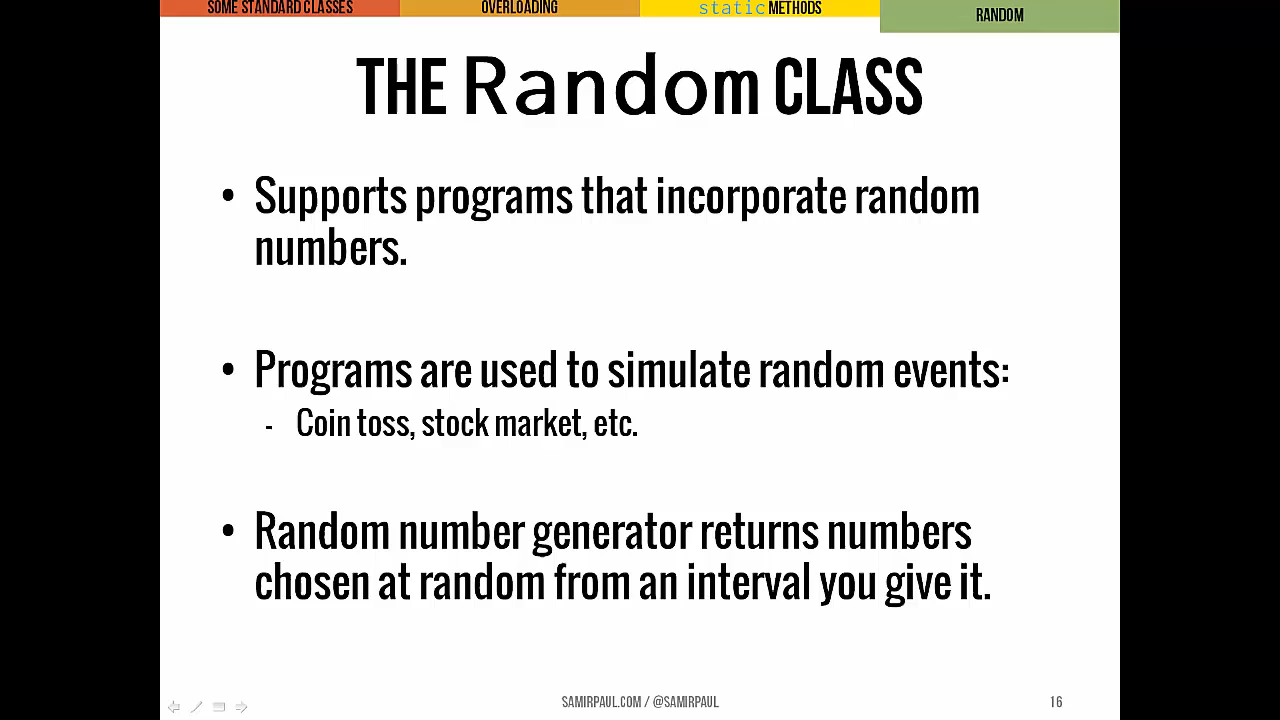 SOME STANDARD CLASSES
OVERLOADING
static METHODS
RANDOM
THE Random CLASS
• Supports programs that incorporate random
numbers.
• Programs are used to simulate random events:
- Coin toss, stock market, etc.
• Random number generator returns numbers
chosen at random from an interval you give it.
SAMIRPAUL.COM / @SAMIRPAUL
16